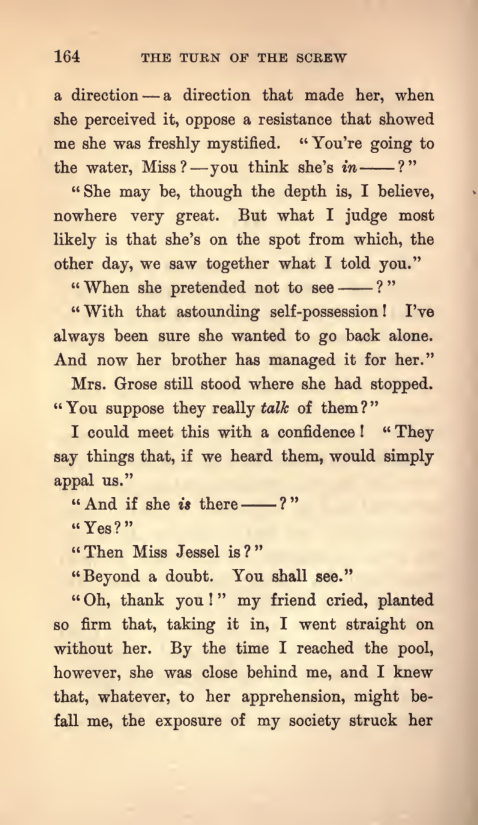 164 THE TURN OF THE SCREW
a direction — a direction that made her, when
she perceived it, oppose a resistance that showed
me she was freshly mystified. “You're going to
the water, Miss? — you think she's in ——?”
“She may be, though the depth is, I believe,
nowhere very great. But what I judge most
likely is that she's on the spot from which, the
other day, we saw together what I told you.”
“When she pretended not to see ——?”
“With that astounding self-possession! I've
always been sure she wanted to go back alone.
And now her brother has managed it for her.”
Mrs. Grose still stood where she had stopped.
“You suppose they really talk of them?”
I could meet this with a confidence! “They
say things that, if we heard them, would simply
appal us.”
“And if she is there ——?”
“Yes?”
“Then Miss Jessel is?”
“Beyond a doubt. You shall see.”
“Oh, thank you!” my friend cried, planted
so firm that, taking it in, I went straight on
without her. By the time I reached the pool,
however, she was close behind me, and I knew
that, whatever, to her apprehension, might be-
fall me, the exposure of my society struck her